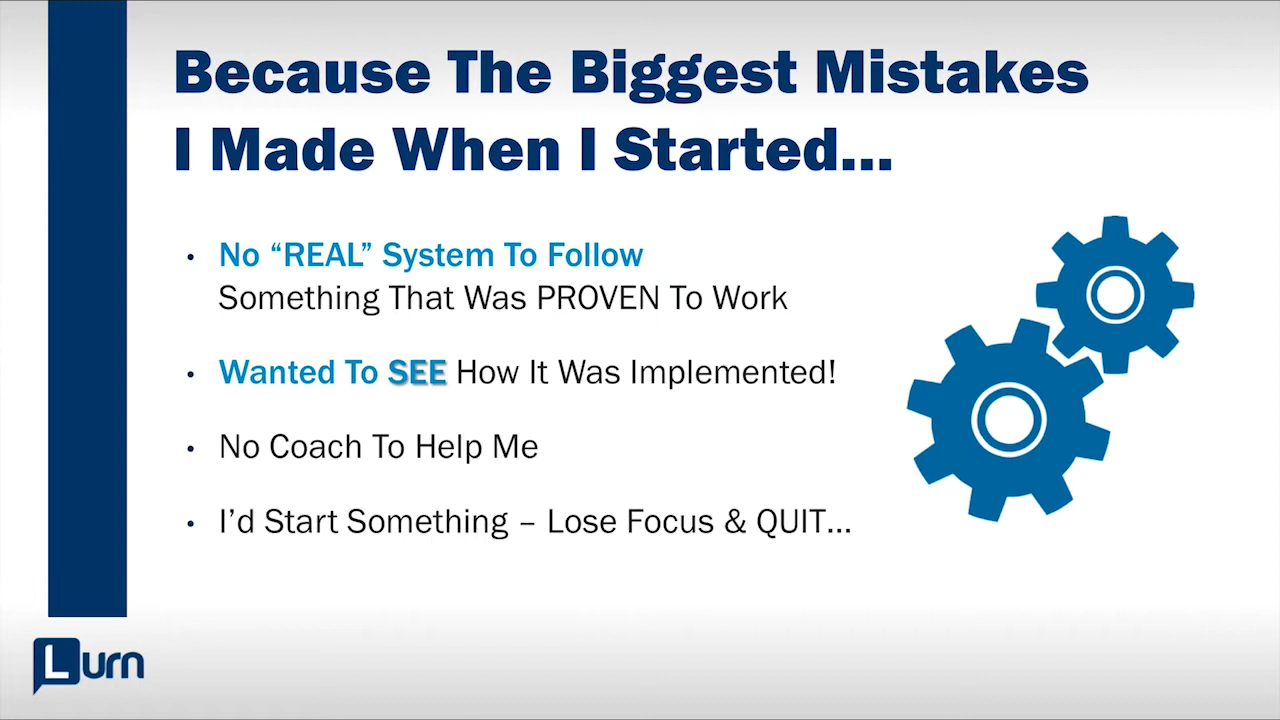 Because The Biggest Mistakes
I Made When I Started...
• No “REAL” System To Follow
Something That Was PROVEN To Work
• Wanted To SEE How It Was Implemented!
• No Coach To Help Me
• I’d Start Something – Lose Focus & QUIT...
Lurn